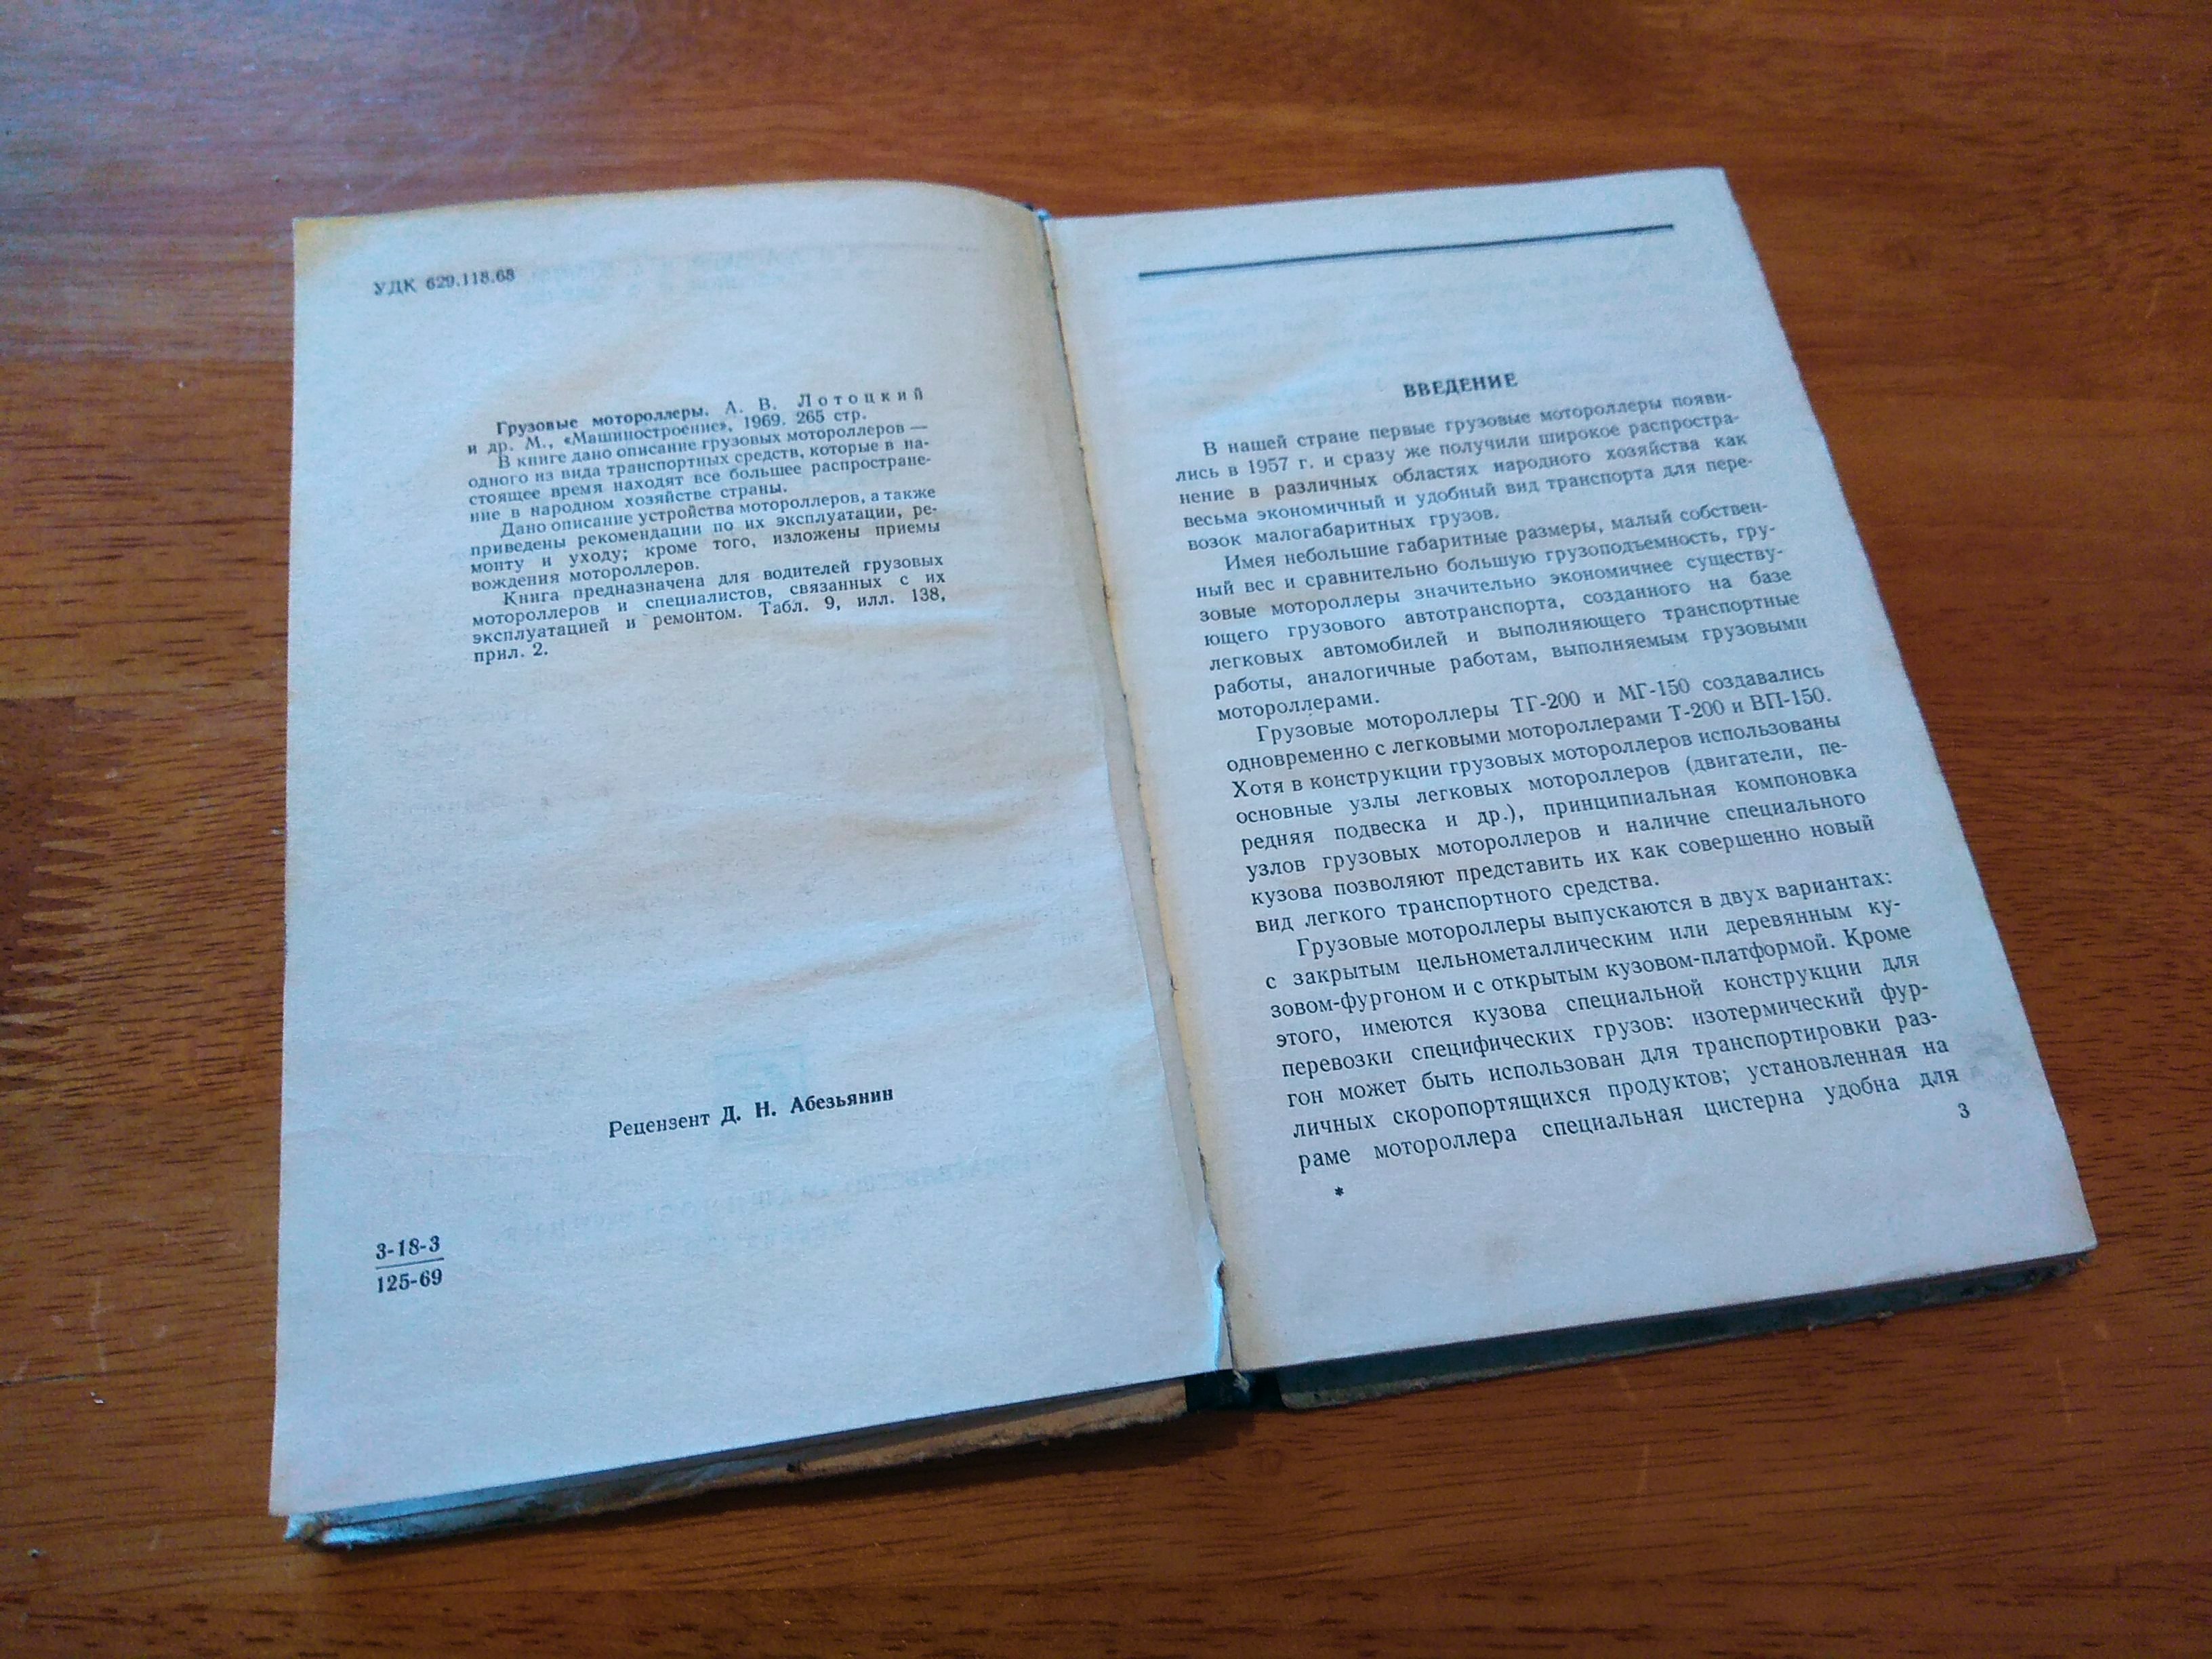 УДК 629.118.68
Грузовые мотороллеры. А. В. Лотоцкий
и др. М., «Машиностроение», 1969. 265 стр.
В книге дано описание грузовых мотороллеров —
одного из вида транспортных средств, которые в на-
стоящее время находят все большее распростране-
ние в народном хозяйстве страны.
Дано описание устройства мотороллеров, а также
приведены рекомендации по их эксплуатации, ре-
монту и уходу; кроме того, изложены приемы
вождения мотороллеров.
Книга предназначена для водителей грузовых
мотороллеров и специалистов, связанных с их
эксплуатацией и ремонтом. Табл. 9, илл. 138,
прил. 2.
Рецензент Д. Н. Абезьянин
3-18-3
125-69
ВВЕДЕНИЕ
В нашей стране первые грузовые мотороллеры появи-
лись в 1957 г. и сразу же получили широкое распростра-
нение в различных областях народного хозяйства как
весьма экономичный и удобный вид транспорта для пере-
возок малогабаритных грузов.
Имея небольшие габаритные размеры, малый собствен-
ный вес и сравнительно большую грузоподъемность, гру-
зовые мотороллеры значительно экономичнее существу-
ющего грузового автотранспорта, созданного на базе
легковых автомобилей и выполняющего транспортные
работы, аналогичные работам, выполняемым грузовыми
мотороллерами.
Грузовые мотороллеры ТГ-200 и МГ-150 создавались
одновременно с легковыми мотороллерами Т-200 и ВП-150.
Хотя в конструкции грузовых мотороллеров использованы
основные узлы легковых мотороллеров (двигатели, пе-
редняя подвеска и др.), принципиальная компоновка
узлов грузовых мотороллеров и наличие специального
кузова позволяют представить их как совершенно новый
вид легкого транспортного средства.
Грузовые мотороллеры выпускаются в двух вариантах:
с закрытым цельнометаллическим или деревянным ку-
зовом-фургоном и с открытым кузовом-платформой. Кроме
этого, имеются кузова специальной конструкции для
перевозки специфических грузов: изотермический фур-
гон может быть использован для транспортировки раз-
личных скоропортящихся продуктов; установленная на
раме мотороллера специальная цистерна удобна для
3
*